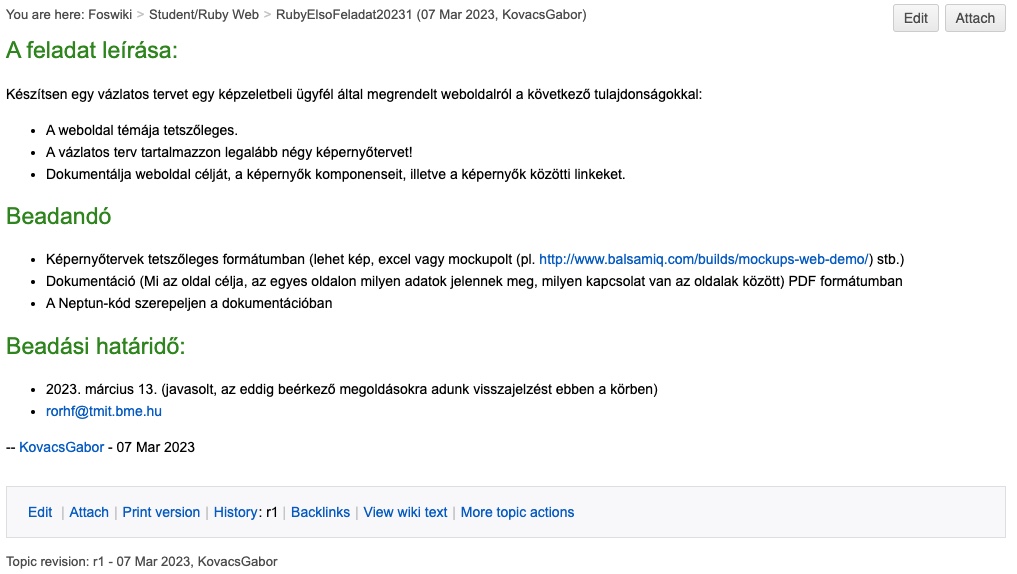 You are here: Foswiki > Student/Ruby Web > RubyElsoFeladat20231 (07 Mar 2023, KovacsGabor)
Edit Attach
A feladat leírása:
Készítsen egy vázlatos tervet egy képzeletbeli ügyfél által megrendelt weboldalról a következő tulajdonságokkal:
• A weboldal témája tetszőleges.
• A vázlatos terv tartalmazzon legalább négy képernyőtervet!
• Dokumentálja weboldal célját, a képernyők komponenseit, illetve a képernyők közötti linkeket.
Beadandó
• Képernyőtervek tetszőleges formátumban (lehet kép, excel vagy mockupolt (pl. http://www.balsamiq.com/builds/mockups-web-demo/) stb.)
• Dokumentáció (Mi az oldal célja, az egyes oldalon milyen adatok jelennek meg, milyen kapcsolat van az oldalak között) PDF formátumban
• A Neptun-kód szerepeljen a dokumentációban
Beadási határidő:
• 2023. március 13. (javasolt, az eddig beérkező megoldásokra adunk visszajelzést ebben a körben)
• rorhf@tmit.bme.hu
-- KovacsGabor - 07 Mar 2023
Edit | Attach | Print version | History: r1 | Backlinks | View wiki text | More topic actions
Topic revision: r1 - 07 Mar 2023, KovacsGabor